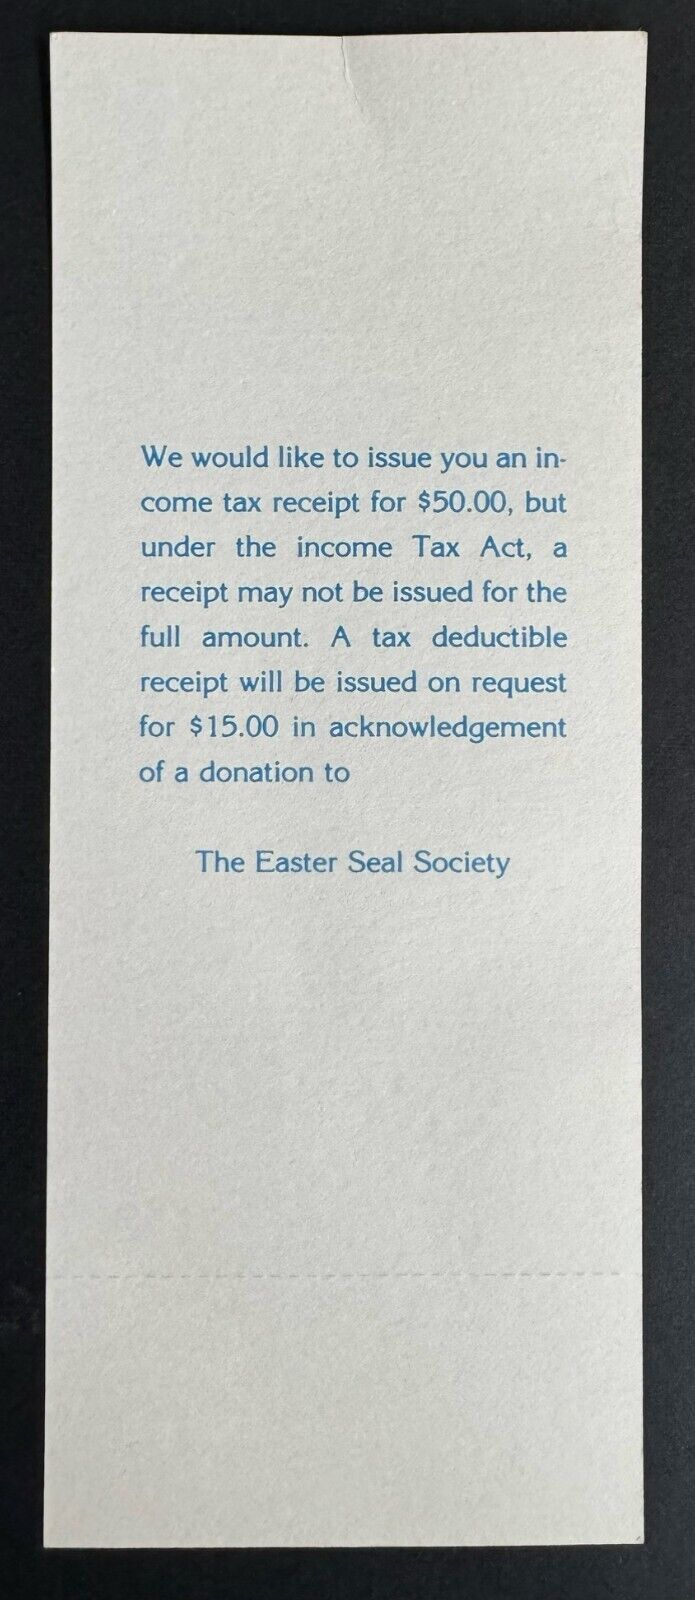 We would like to issue you an in-
come tax receipt for $50.00, but
under the income Tax Act, a
receipt may not be issued for the
full amount. A tax deductible
receipt will be issued on request
for $15.00 in acknowledgement
of a donation to
The Easter Seal Society